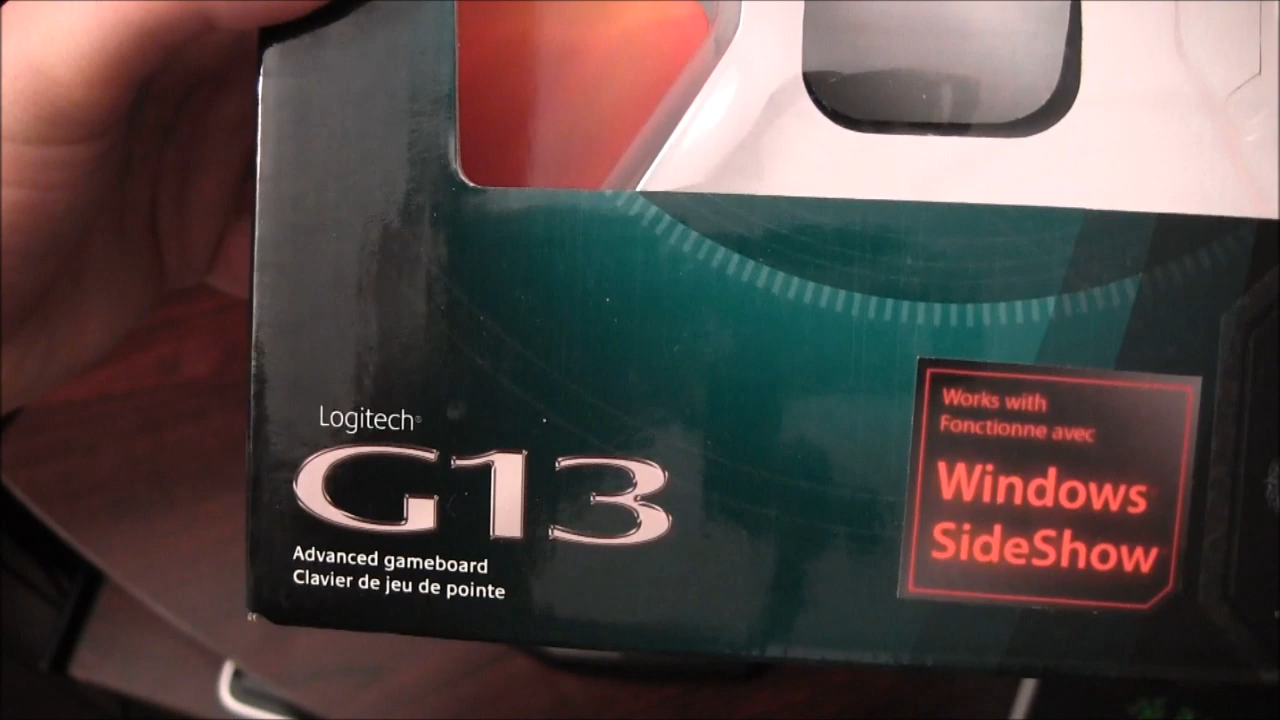 Logitech®
G13
Advanced gameboard
Clavier de jeu de pointe
Works with
Fonctionne avec
Windows
SideShow